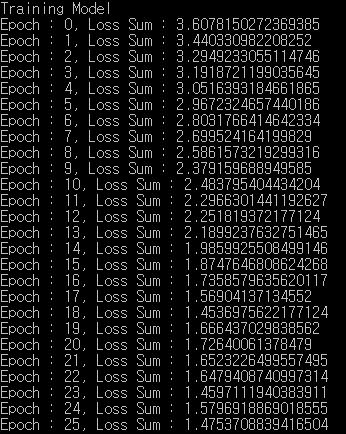 Training Model
Epoch : 0, Loss Sum : 3.6078150272369385
Epoch : 1, Loss Sum : 3.440330982208252
Epoch : 2, Loss Sum : 3.2949233055114746
Epoch : 3, Loss Sum : 3.1918721199035645
Epoch : 4, Loss Sum : 3.0516393184661865
Epoch : 5, Loss Sum : 2.9672324657440186
Epoch : 6, Loss Sum : 2.8031766414642334
Epoch : 7, Loss Sum : 2.699524164199829
Epoch : 8, Loss Sum : 2.5861573219299316
Epoch : 9, Loss Sum : 2.379159688949585
Epoch : 10, Loss Sum : 2.483795404434204
Epoch : 11, Loss Sum : 2.2966301441192627
Epoch : 12, Loss Sum : 2.251819372177124
Epoch : 13, Loss Sum : 2.1899237632751465
Epoch : 14, Loss Sum : 1.9859925508499146
Epoch : 15, Loss Sum : 1.8747646808624268
Epoch : 16, Loss Sum : 1.7358579635620117
Epoch : 17, Loss Sum : 1.56904137134552
Epoch : 18, Loss Sum : 1.4536975622177124
Epoch : 19, Loss Sum : 1.666437029838562
Epoch : 20, Loss Sum : 1.72640061378479
Epoch : 21, Loss Sum : 1.6523226499557495
Epoch : 22, Loss Sum : 1.6479408740997314
Epoch : 23, Loss Sum : 1.4597111940383911
Epoch : 24, Loss Sum : 1.5796918869018555
Epoch : 25, Loss Sum : 1.4753708839416504